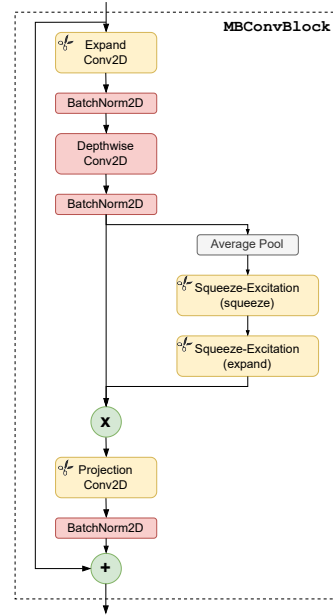 MBConvBlock
Expand
Conv2D
BatchNorm2D
Depthwise
Conv2D
BatchNorm2D
Average Pool
Squeeze-Excitation
(squeeze)
Squeeze-Excitation
(expand)
x
Projection
Conv2D
BatchNorm2D
+